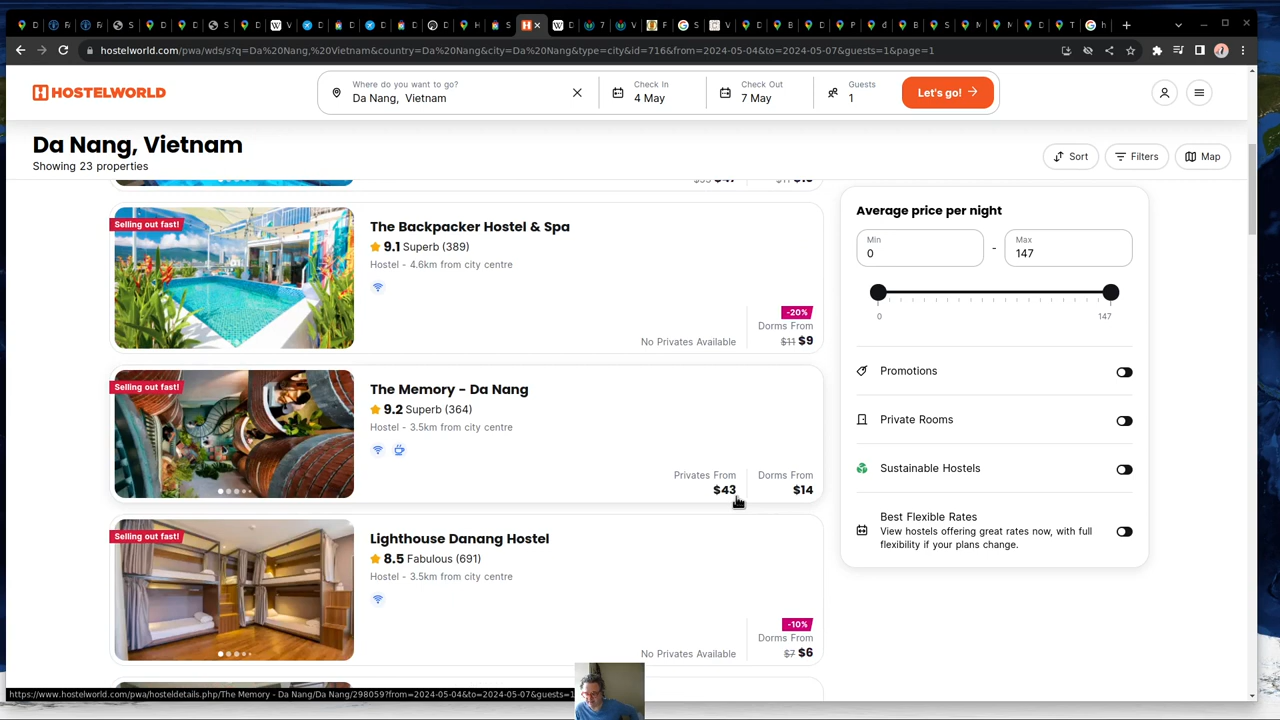 hostelworld.com/pwa/wds/s?q=Da%20Nang,%20Vietnam&country=Da%20Nang&city=Da%20Nang&type=city&id=716&from=2024-05-04&to=2024-05-07&guests=1&page=1
HOSTELWORLD
Where do you want to go?
Da Nang, Vietnam
Check In
4 May
Check Out
7 May
Guests
1
Let's go!
Da Nang, Vietnam
Showing 23 properties
Sort
Filters
Map
Selling out fast!
The Backpacker Hostel & Spa
9.1 Superb (389)
Hostel - 4.6km from city centre
No Privates Available
-20%
Dorms From
$11 $9
Selling out fast!
The Memory - Da Nang
9.2 Superb (364)
Hostel - 3.5km from city centre
Privates From
$43
Dorms From
$14
Selling out fast!
Lighthouse Danang Hostel
8.5 Fabulous (691)
Hostel - 3.5km from city centre
No Privates Available
-10%
Dorms From
$7 $6
Average price per night
Min
0
-
Max
147
0
147
Promotions
Private Rooms
Sustainable Hostels
Best Flexible Rates
View hostels offering great rates now, with full
flexibility if your plans change.
https://www.hostelworld.com/pwa/hosteldetails.php/The Memory - Da Nang/Da Nang/298059?from=2024-05-04&to=2024-05-07&guests=1